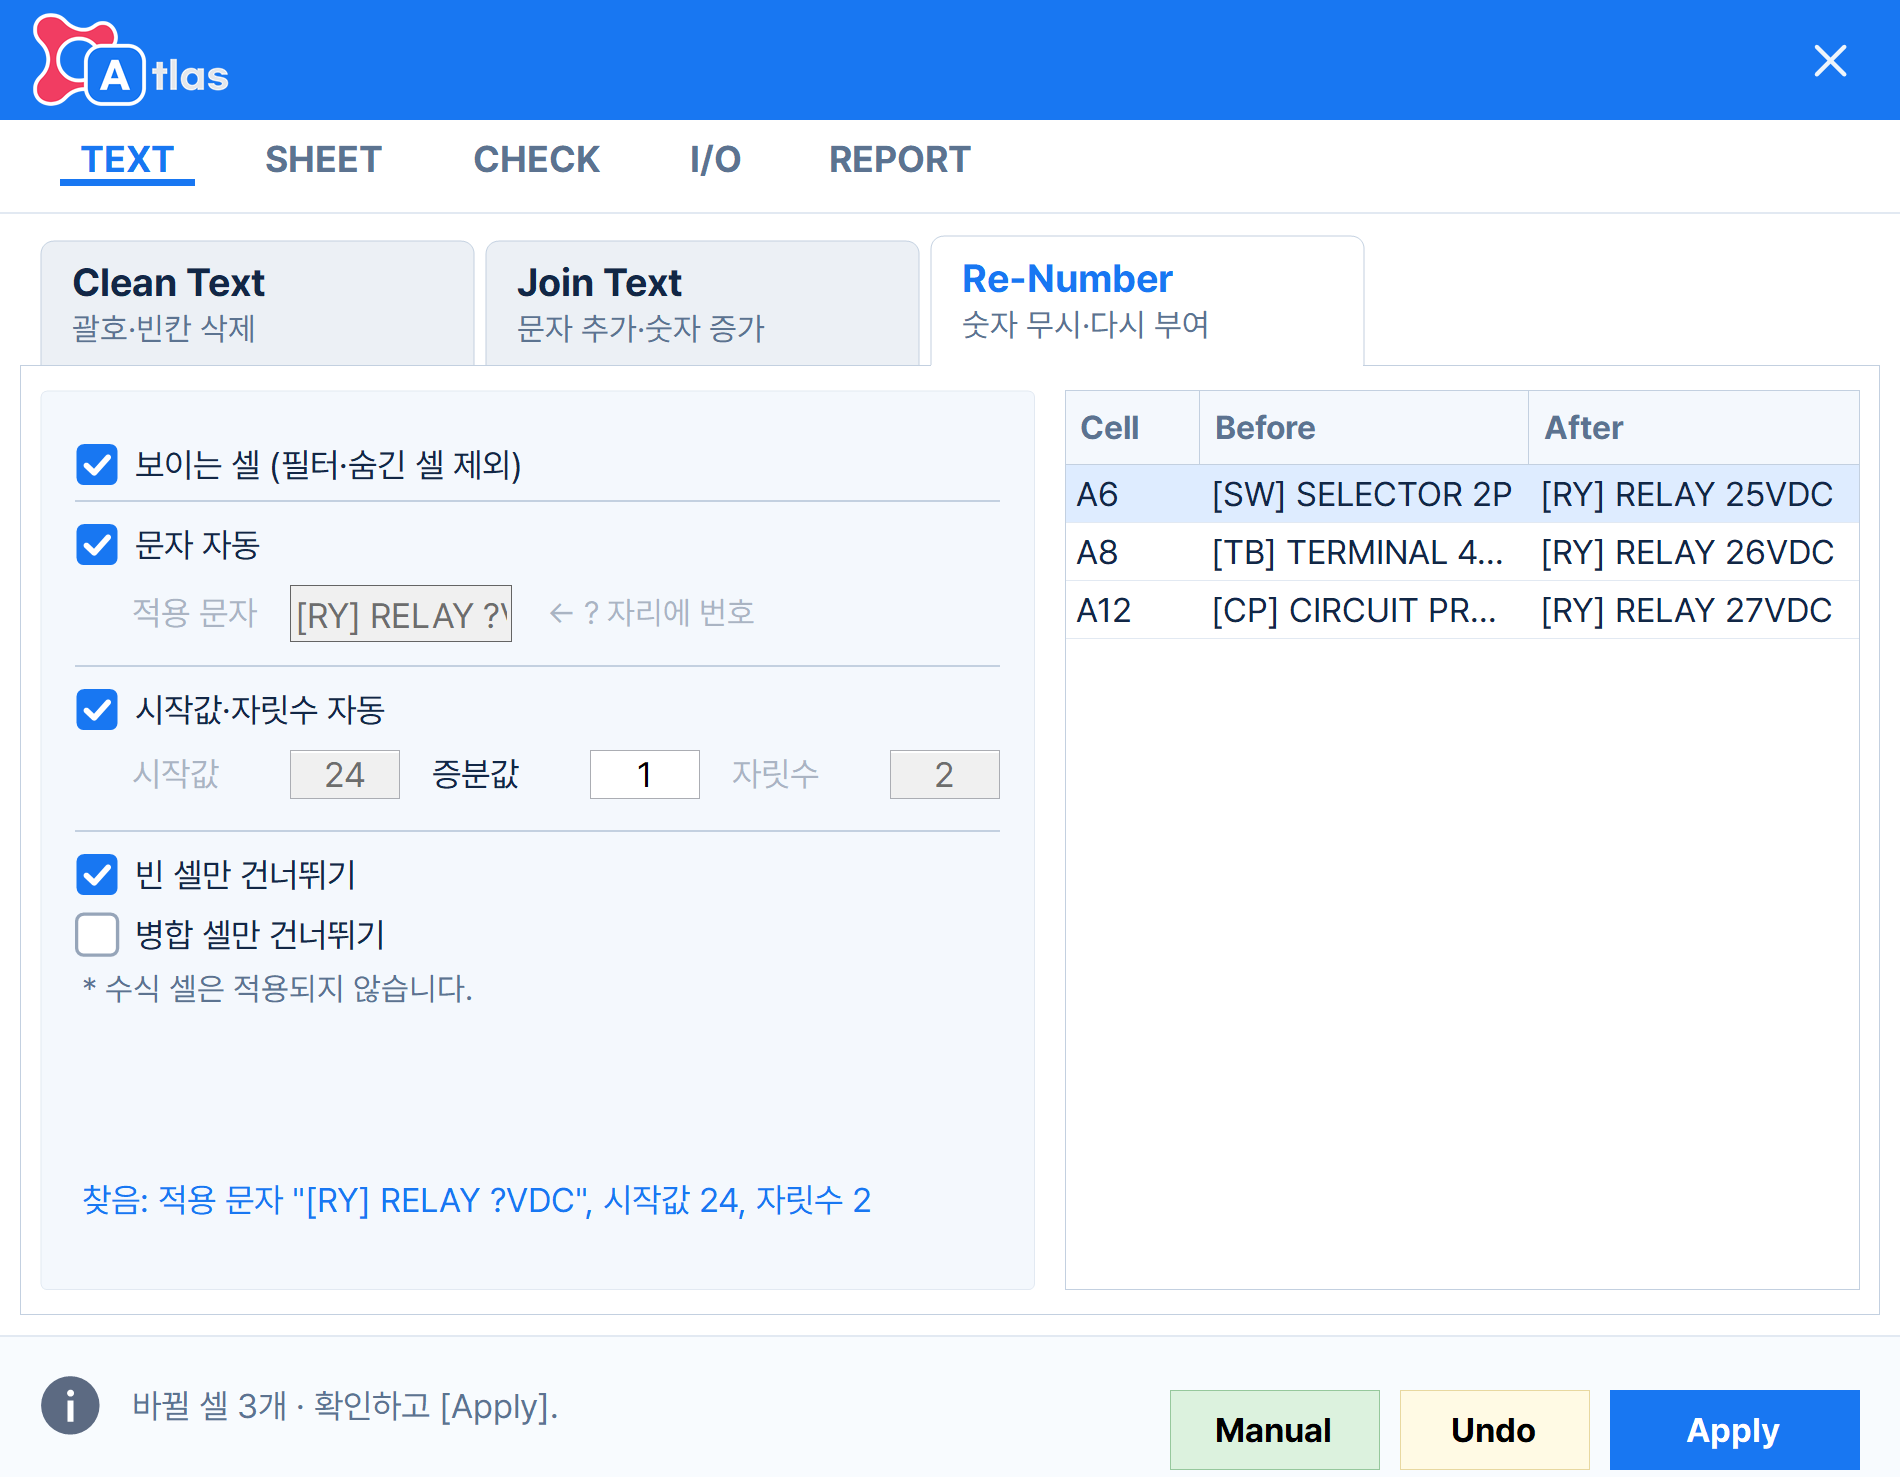 Atlas
TEXT SHEET CHECK I/O REPORT
Clean Text
괄호·빈칸 삭제
Join Text
문자 추가·숫자 증가
Re-Number
숫자 무시·다시 부여
보이는 셀 (필터·숨긴 셀 제외)
문자 자동
적용 문자 [RY] RELAY ?V ← ? 자리에 번호
시작값·자릿수 자동
시작값 24 증분값 1 자릿수 2
빈 셀만 건너뛰기
병합 셀만 건너뛰기
* 수식 셀은 적용되지 않습니다.
찾음: 적용 문자 "[RY] RELAY ?VDC", 시작값 24, 자릿수 2
Cell Before After
A6 [SW] SELECTOR 2P [RY] RELAY 25VDC
A8 [TB] TERMINAL 4... [RY] RELAY 26VDC
A12 [CP] CIRCUIT PR... [RY] RELAY 27VDC
바뀔 셀 3개 · 확인하고 [Apply].
Manual Undo Apply